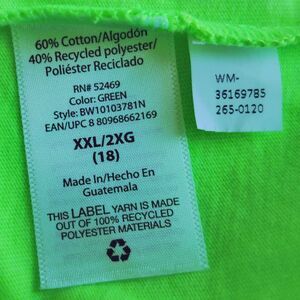 60% Cotton/Algodón
40% Recycled polyester/
Poliéster Reciclado
RN# 52469
Color: GREEN
Style: BW10103781N
EAN/UPC 8 80968662169
XXL/2XG
(18)
Made in/Hecho En
Guatemala
THIS LABEL YARN IS MADE
OUT OF 100% RECYCLED
POLYESTER MATERIALS
WM-
36169785
265-0120